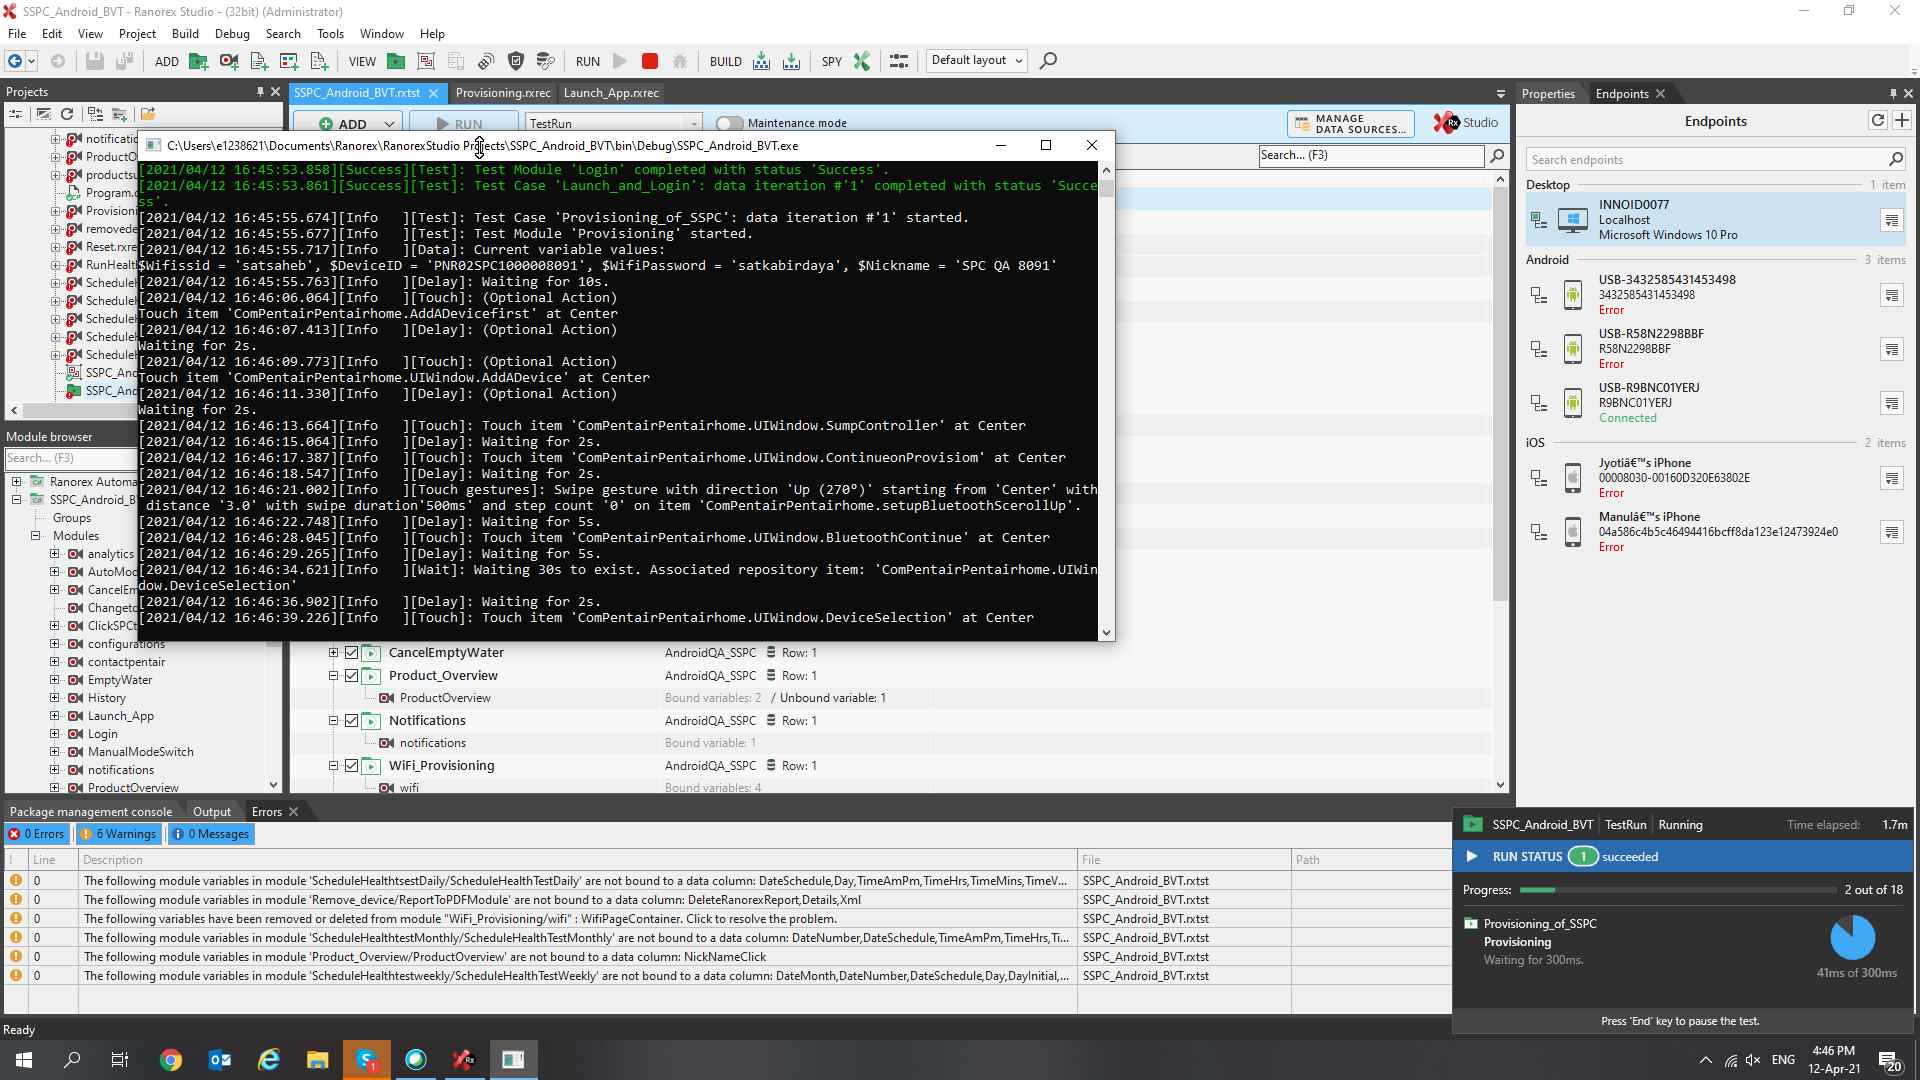 SSPC_Android_BVT - Ranorex Studio - (32bit) (Administrator)
File Edit View Project Build Debug Search Tools Window Help
ADD VIEW RUN BUILD SPY Default layout
Projects
SSPC_Android_BVT.rxtst Provisioning.rxrec Launch_App.rxrec
Properties Endpoints
ADD RUN TestRun Maintenance mode MANAGE DATA SOURCES... Studio
Endpoints
Search... (F3)
Search endpoints
Desktop 1 item
INNOID0077
Localhost
Microsoft Windows 10 Pro
Android 3 items
USB-3432585431453498
3432585431453498
Error
USB-R58N2298BBF
R58N2298BBF
Error
USB-R9BNC01YERJ
R9BNC01YERJ
Connected
iOS 2 items
Jyotiâ€™s iPhone
00008030-00160D320E63802E
Error
Manulâ€™s iPhone
04a586c4b5c46494416bcff8da123e12473924e0
Error
notificatio
ProductO
productsu
Program.c
Provisioni
removede
Reset.rxre
RunHealt
Schedulel
Schedulel
Schedulel
Schedulel
Schedulel
SSPC_And
SSPC_And
C:\Users\e1238621\Documents\Ranorex\RanorexStudio Projects\SSPC_Android_BVT\bin\Debug\SSPC_Android_BVT.exe
[2021/04/12 16:45:53.858][Success][Test]: Test Module 'Login' completed with status 'Success'.
[2021/04/12 16:45:53.861][Success][Test]: Test Case 'Launch_and_Login': data iteration #'1' completed with status 'Succe
ss'.
[2021/04/12 16:45:55.674][Info ][Test]: Test Case 'Provisioning_of_SSPC': data iteration #'1' started.
[2021/04/12 16:45:55.677][Info ][Test]: Test Module 'Provisioning' started.
[2021/04/12 16:45:55.717][Info ][Data]: Current variable values:
$Wifissid = 'satsaheb', $DeviceID = 'PNR02SPC1000008091', $WifiPassword = 'satkabirdaya', $Nickname = 'SPC QA 8091'
[2021/04/12 16:45:55.763][Info ][Delay]: Waiting for 10s.
[2021/04/12 16:46:06.064][Info ][Touch]: (Optional Action)
Touch item 'ComPentairPentairhome.AddADevicefirst' at Center
[2021/04/12 16:46:07.413][Info ][Delay]: (Optional Action)
Waiting for 2s.
[2021/04/12 16:46:09.773][Info ][Touch]: (Optional Action)
Touch item 'ComPentairPentairhome.UIWindow.AddADevice' at Center
[2021/04/12 16:46:11.330][Info ][Delay]: (Optional Action)
Waiting for 2s.
[2021/04/12 16:46:13.664][Info ][Touch]: Touch item 'ComPentairPentairhome.UIWindow.SumpController' at Center
[2021/04/12 16:46:15.064][Info ][Delay]: Waiting for 2s.
[2021/04/12 16:46:17.387][Info ][Touch]: Touch item 'ComPentairPentairhome.UIWindow.ContinueonProvisiom' at Center
[2021/04/12 16:46:18.547][Info ][Delay]: Waiting for 2s.
[2021/04/12 16:46:21.002][Info ][Touch gestures]: Swipe gesture with direction 'Up (270º)' starting from 'Center' with
distance '3.0' with swipe duration'500ms' and step count '0' on item 'ComPentairPentairhome.setupBluetoothScerollUp'.
[2021/04/12 16:46:22.748][Info ][Delay]: Waiting for 5s.
[2021/04/12 16:46:28.045][Info ][Touch]: Touch item 'ComPentairPentairhome.UIWindow.BluetoothContinue' at Center
[2021/04/12 16:46:29.265][Info ][Delay]: Waiting for 5s.
[2021/04/12 16:46:34.621][Info ][Wait]: Waiting 30s to exist. Associated repository item: 'ComPentairPentairhome.UIWin
dow.DeviceSelection'
[2021/04/12 16:46:36.902][Info ][Delay]: Waiting for 2s.
[2021/04/12 16:46:39.226][Info ][Touch]: Touch item 'ComPentairPentairhome.UIWindow.DeviceSelection' at Center
Module browser
Search... (F3)
Ranorex Automa
SSPC_Android_B
Groups
Modules
analytics
AutoMod
CancelEm
Changeto
ClickSPCt
configurations
contactpentair
EmptyWater
History
Launch_App
Login
ManualModeSwitch
notifications
ProductOverview
CancelEmptyWater AndroidQA_SSPC Row: 1
Product_Overview AndroidQA_SSPC Row: 1
ProductOverview Bound variables: 2 / Unbound variable: 1
Notifications AndroidQA_SSPC Row: 1
notifications Bound variable: 1
WiFi_Provisioning AndroidQA_SSPC Row: 1
wifi Bound variables: 4
Package management console Output Errors
0 Errors 6 Warnings 0 Messages
! Line Description File Path
0 The following module variables in module 'ScheduleHealthtsestDaily/ScheduleHealthTestDaily' are not bound to a data column: DateSchedule,Day,TimeAmPm,TimeHrs,TimeMins,TimeV... SSPC_Android_BVT.rxtst
0 The following module variables in module 'Remove_device/ReportToPDFModule' are not bound to a data column: DeleteRanorexReport,Details,Xml SSPC_Android_BVT.rxtst
0 The following variables have been removed or deleted from module "WiFi_Provisioning/wifi" : WifiPageContainer. Click to resolve the problem. SSPC_Android_BVT.rxtst
0 The following module variables in module 'ScheduleHealthtestMonthly/ScheduleHealthTestMonthly' are not bound to a data column: DateNumber,DateSchedule,TimeAmPm,TimeHrs,Ti... SSPC_Android_BVT.rxtst
0 The following module variables in module 'Product_Overview/ProductOverview' are not bound to a data column: NickNameClick SSPC_Android_BVT.rxtst
0 The following module variables in module 'ScheduleHealthtestweekly/ScheduleHealthTestWeekly' are not bound to a data column: DateMonth,DateNumber,DateSchedule,Day,DayInitial,... SSPC_Android_BVT.rxtst
SSPC_Android_BVT TestRun Running Time elapsed: 1.7m
RUN STATUS 1 succeeded
Progress: 2 out of 18
Provisioning_of_SSPC
Provisioning
Waiting for 300ms.
41ms of 300ms
Press 'End' key to pause the test.
Ready
ENG 4:46 PM
12-Apr-21
20